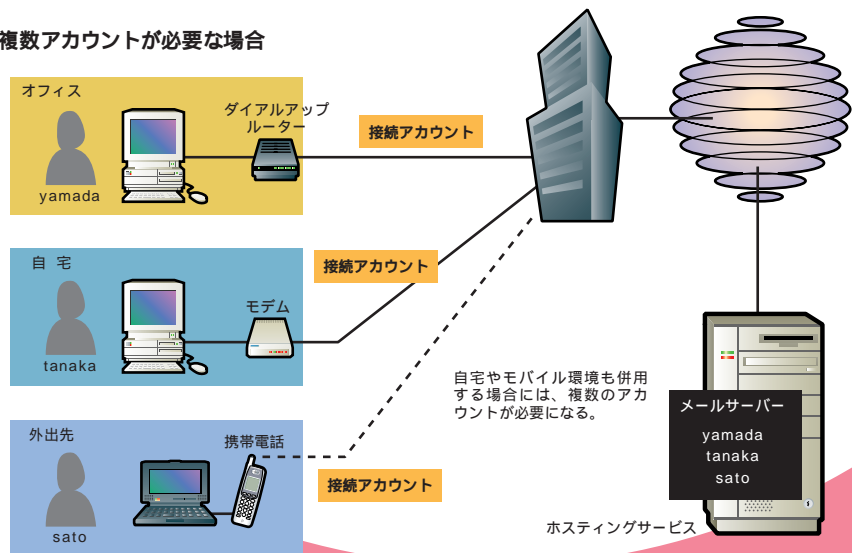 複数アカウントが必要な場合
オフィス
yamada
ダイアルアップ
ルーター
接続アカウント
自 宅
tanaka
モデム
接続アカウント
外出先
sato
携帯電話
接続アカウント
自宅やモバイル環境も併用
する場合には、複数のアカ
ウントが必要になる。
メールサーバー
yamada
tanaka
sato
ホスティングサービス